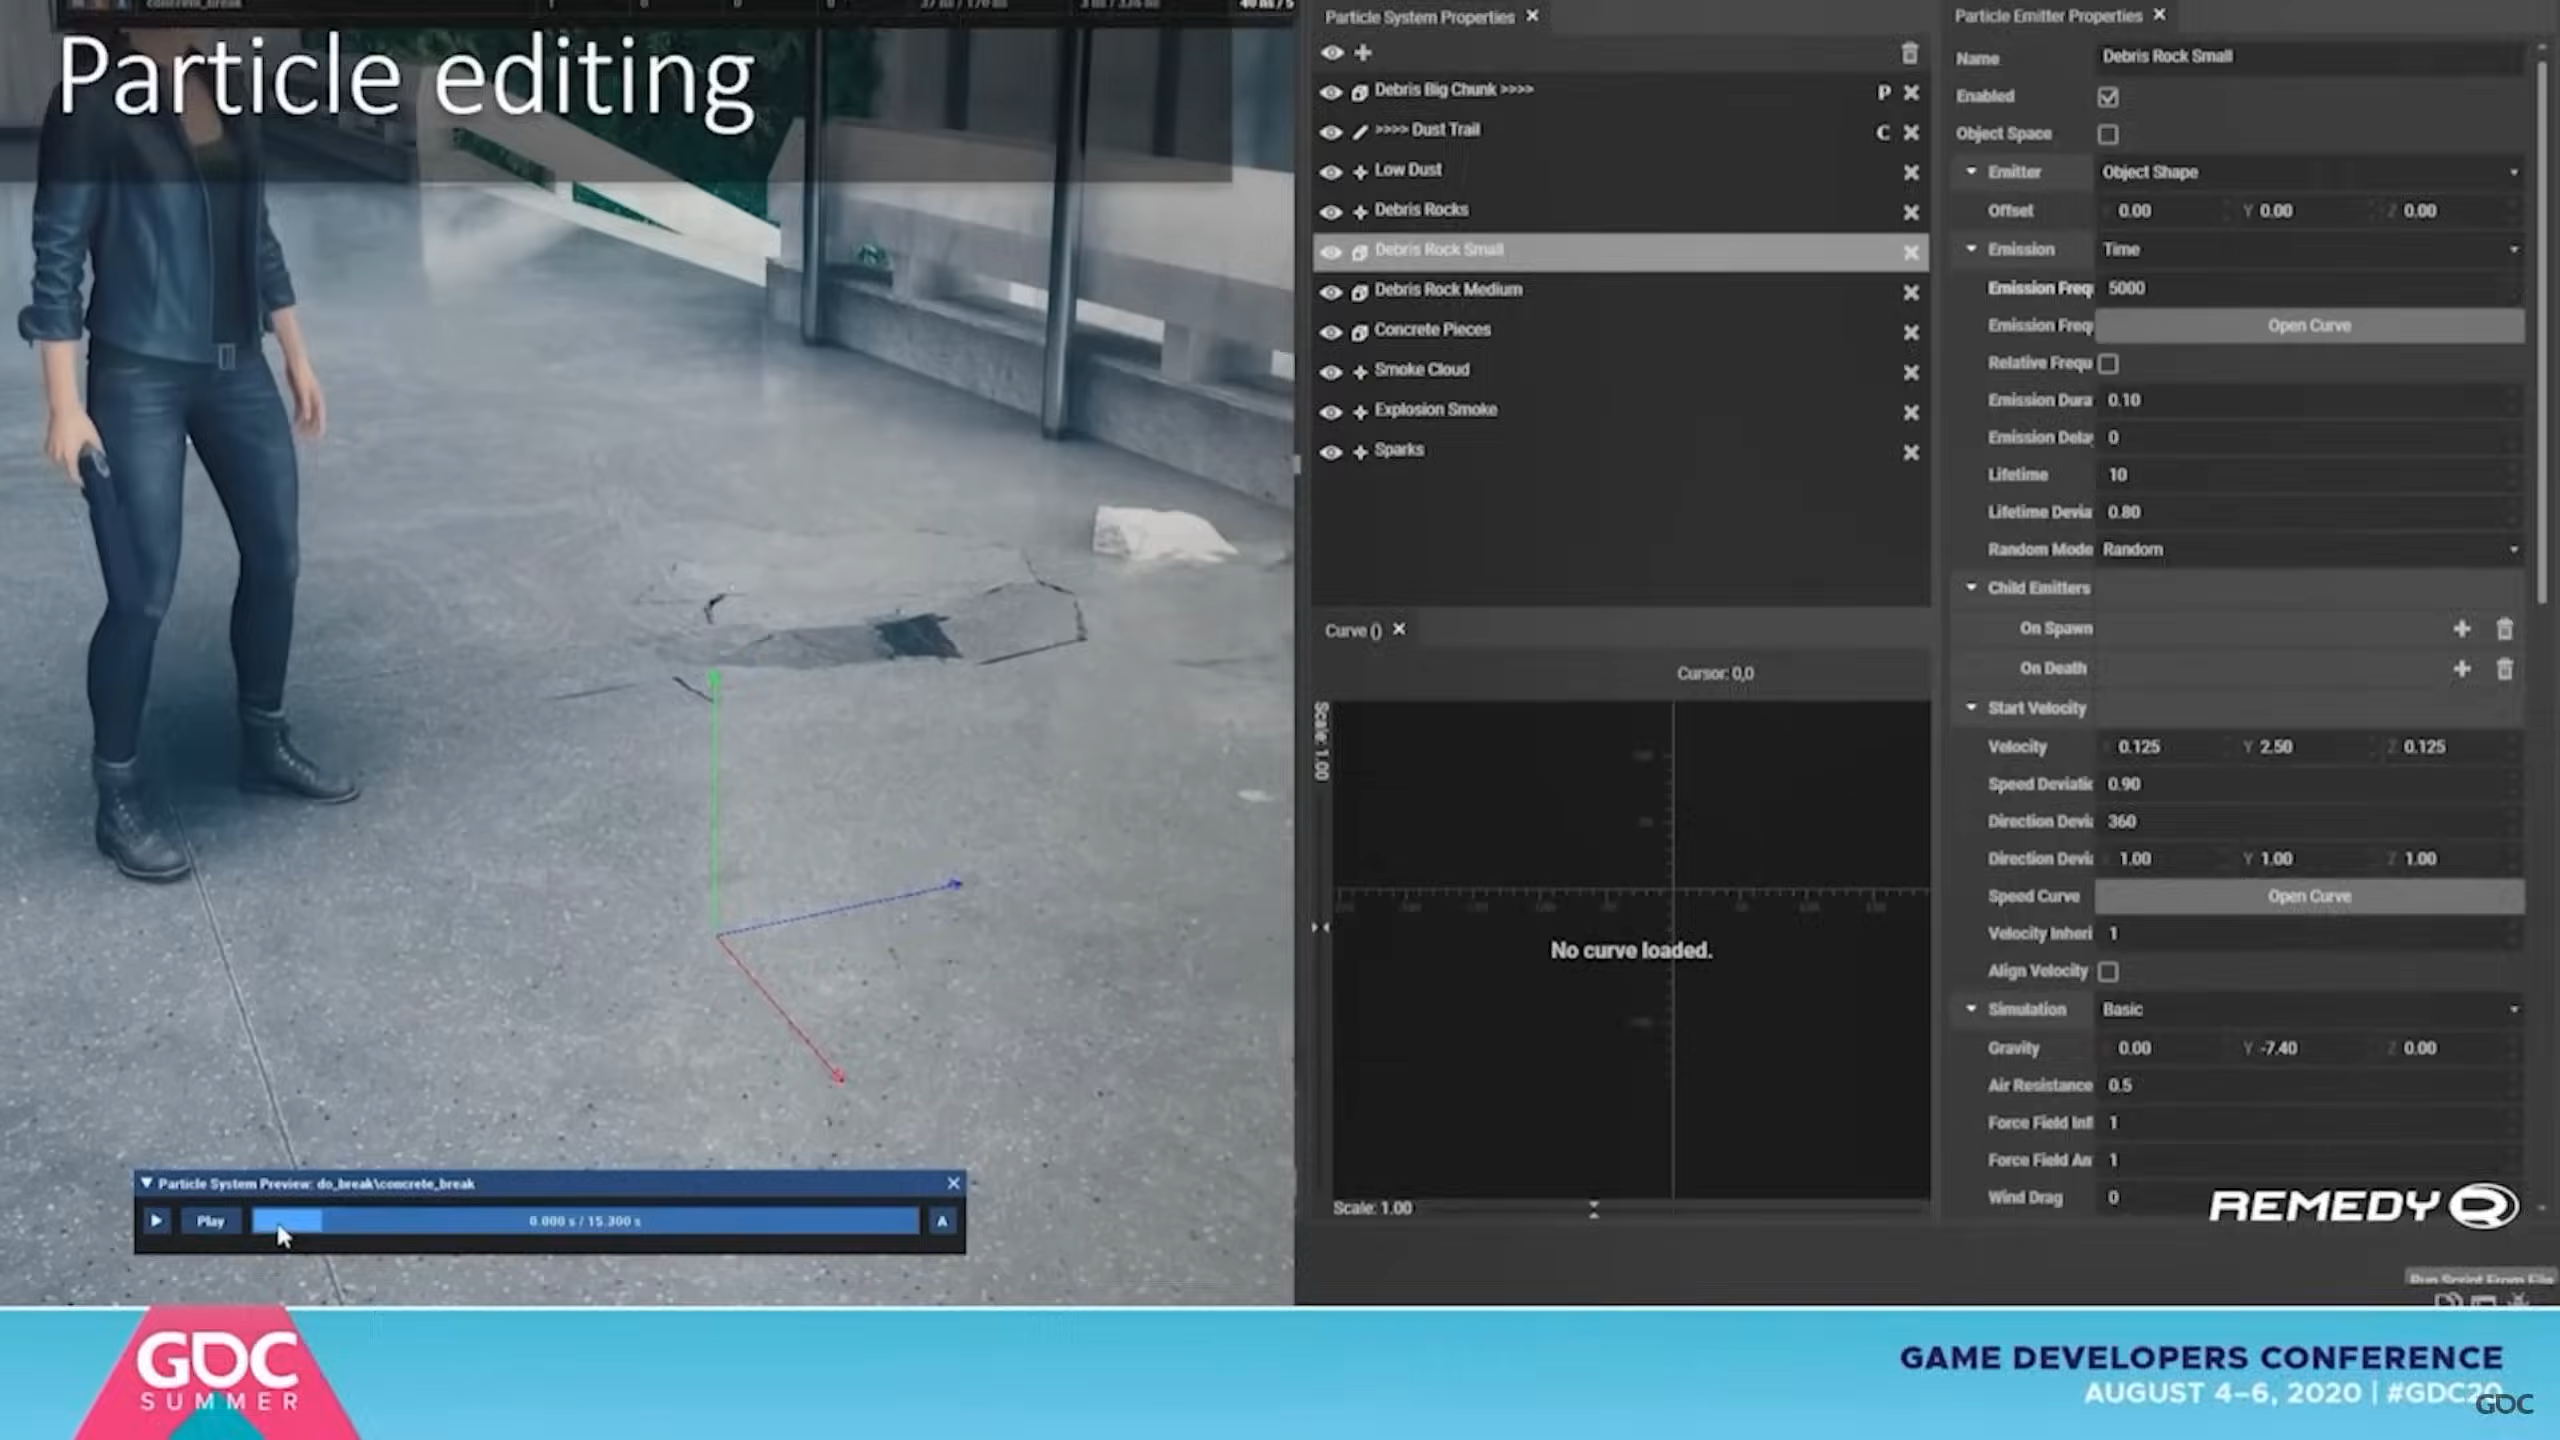 concrete_break
Particle editing
Particle System Properties
Debris Big Chunk >>>> P
>>>> Dust Trail C
Low Dust
Debris Rocks
Debris Rock Small
Debris Rock Medium
Concrete Pieces
Smoke Cloud
Explosion Smoke
Sparks
Curve ()
Cursor: 0,0
Scale: 1.00
No curve loaded.
Scale: 1.00
Particle Emitter Properties
Name Debris Rock Small
Enabled
Object Space
Emitter Object Shape
Offset 0.00 Y 0.00 Z 0.00
Emission Time
Emission Freq 5000
Emission Freq Open Curve
Relative Frequ
Emission Dura 0.10
Emission Delay 0
Lifetime 10
Lifetime Devia 0.80
Random Mode Random
Child Emitters
On Spawn
On Death
Start Velocity
Velocity 0.125 Y 2.50 Z 0.125
Speed Deviatic 0.90
Direction Devi 360
Direction Devi 1.00 Y 1.00 Z 1.00
Speed Curve Open Curve
Velocity Inheri 1
Align Velocity
Simulation Basic
Gravity 0.00 Y -7.40 Z 0.00
Air Resistance 0.5
Force Field Infl 1
Force Field An 1
Wind Drag 0
REMEDY
Run Script From File
Particle System Preview: do_break\concrete_break
Play 0.000 s / 15.300 s A
GDC
SUMMER
GAME DEVELOPERS CONFERENCE
AUGUST 4–6, 2020 | #GDC20
GDC